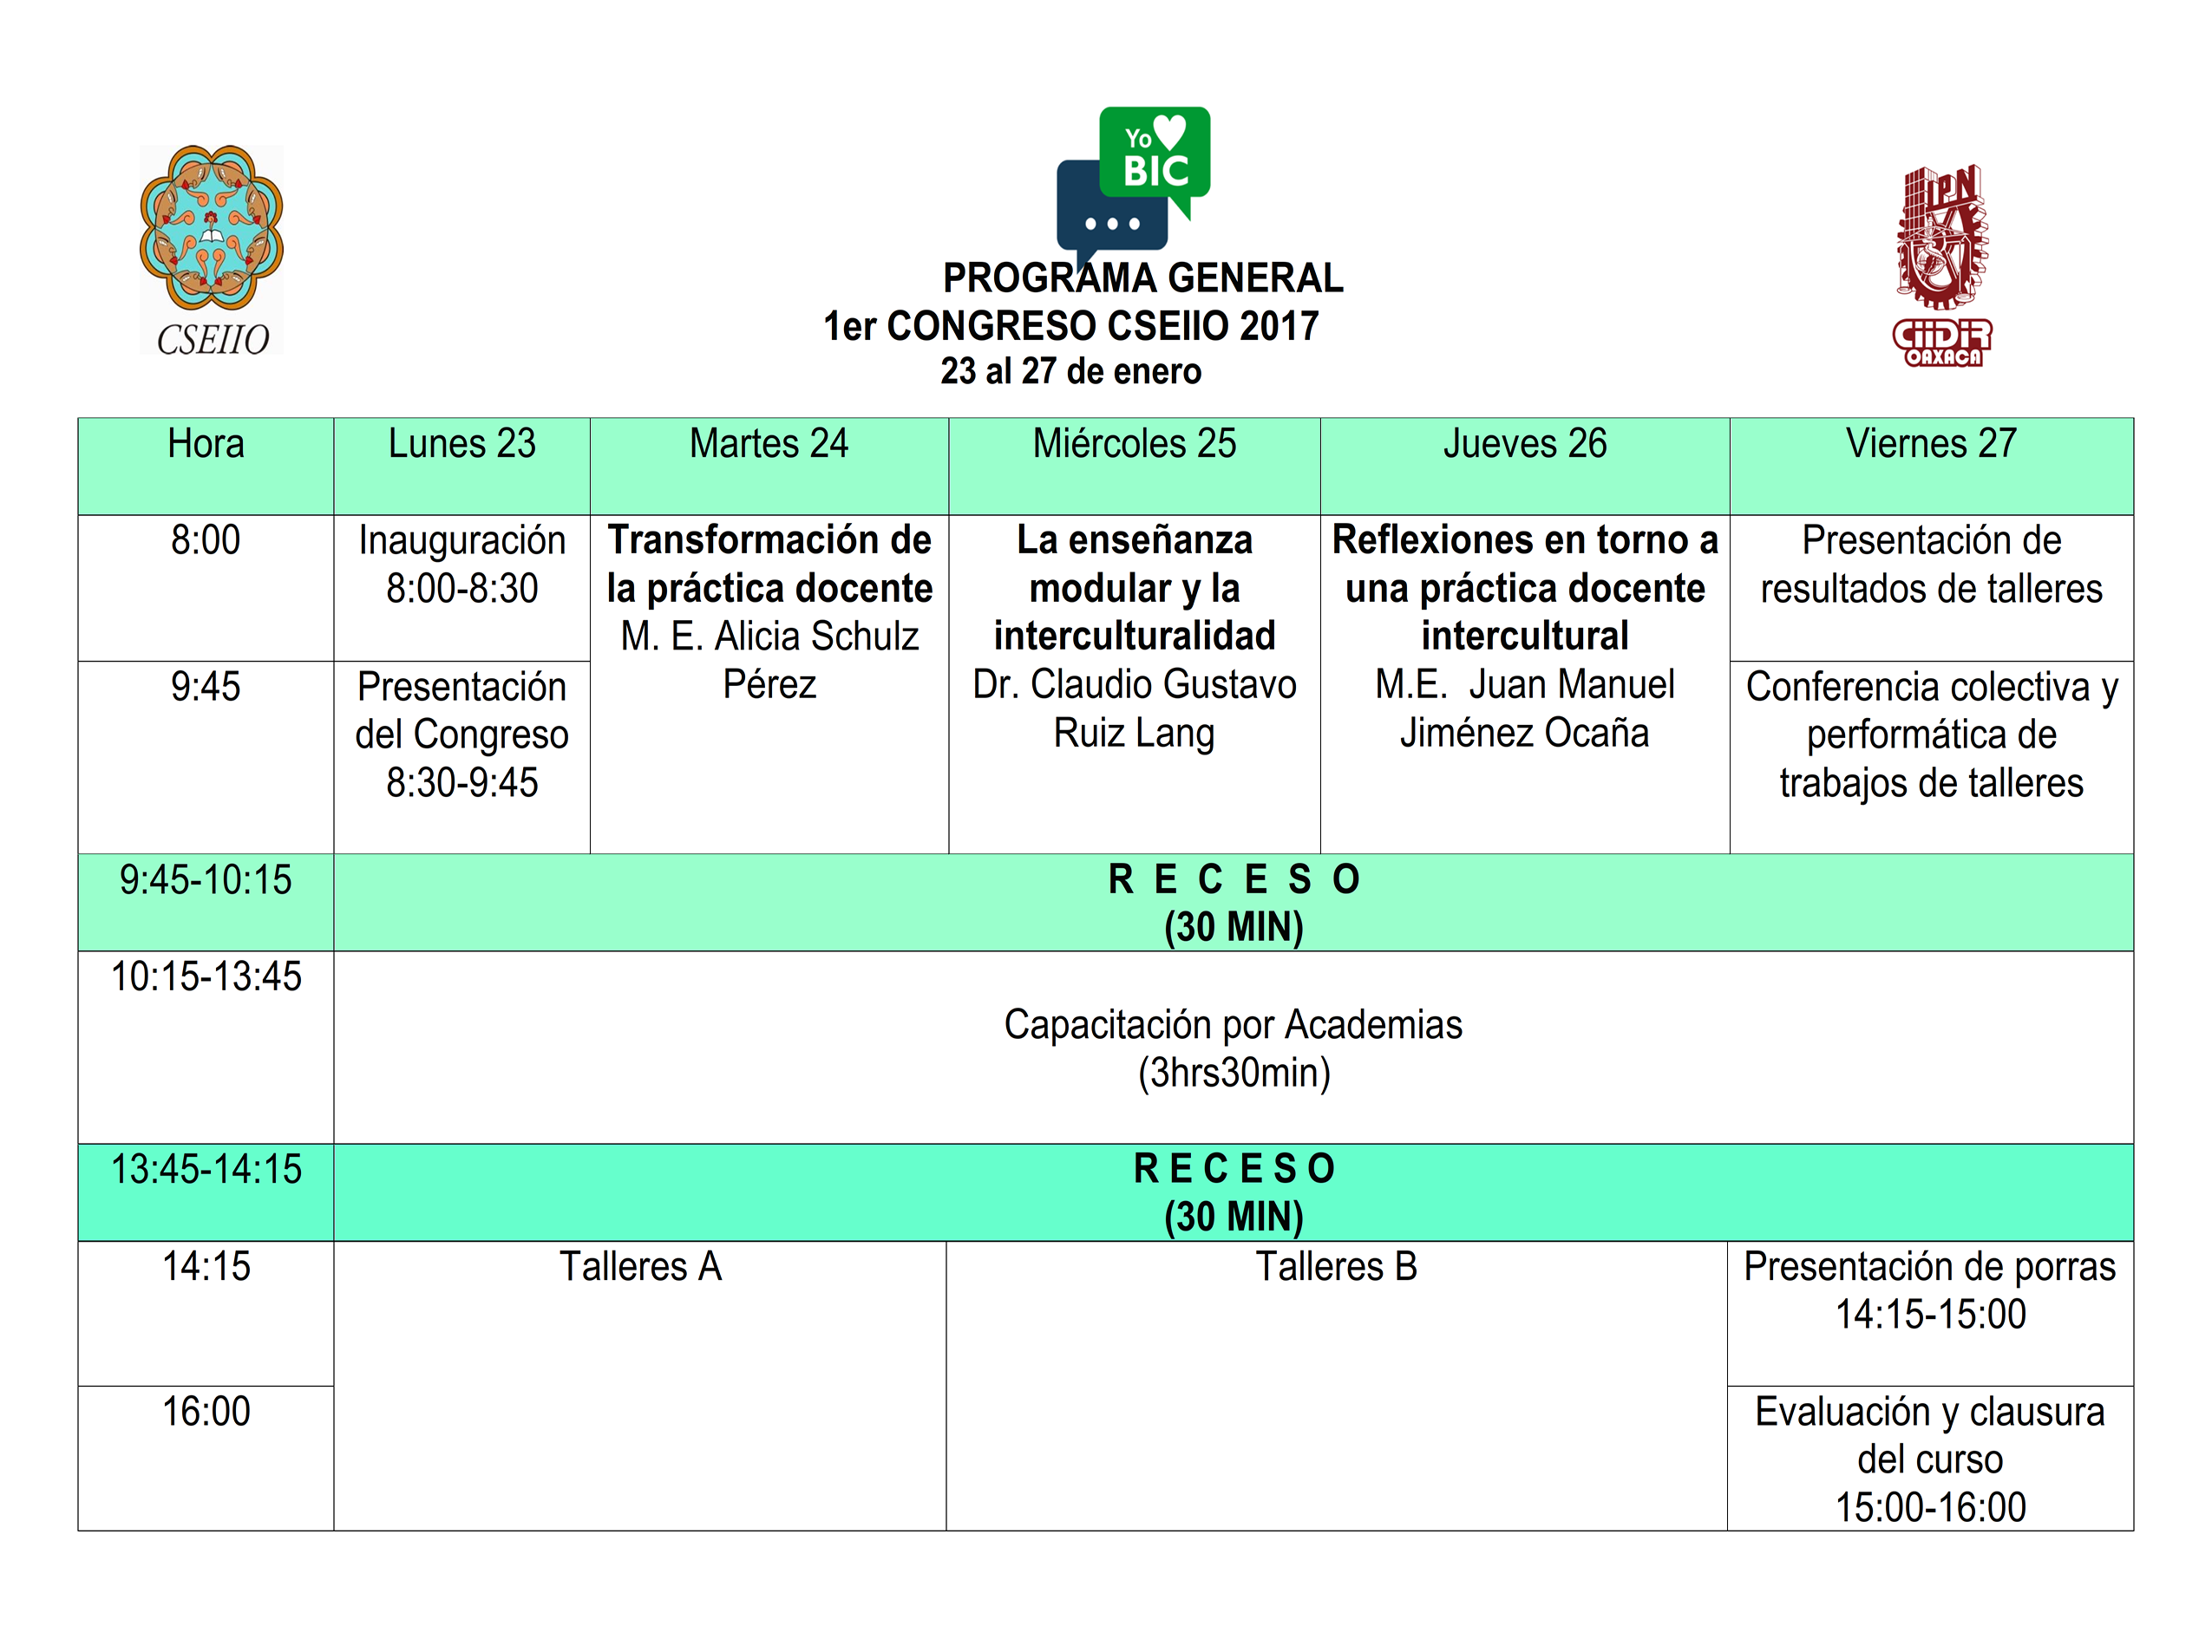 Yo
BIC
CSEIIO
IPN
CIIDIR
OAXACA
PROGRAMA GENERAL
1er CONGRESO CSEIIO 2017
23 al 27 de enero
Hora
Lunes 23
Martes 24
Miércoles 25
Jueves 26
Viernes 27
8:00
Inauguración
8:00-8:30
Transformación de
la práctica docente
M. E. Alicia Schulz
Pérez
La enseñanza
modular y la
interculturalidad
Dr. Claudio Gustavo
Ruiz Lang
Reflexiones en torno a
una práctica docente
intercultural
M.E.  Juan Manuel
Jiménez Ocaña
Presentación de
resultados de talleres
9:45
Presentación
del Congreso
8:30-9:45
Conferencia colectiva y
performática de
trabajos de talleres
9:45-10:15
R E C E S O
(30 MIN)
10:15-13:45
Capacitación por Academias
(3hrs30min)
13:45-14:15
R E C E S O
(30 MIN)
14:15
Talleres A
Talleres B
Presentación de porras
14:15-15:00
16:00
Evaluación y clausura
del curso
15:00-16:00